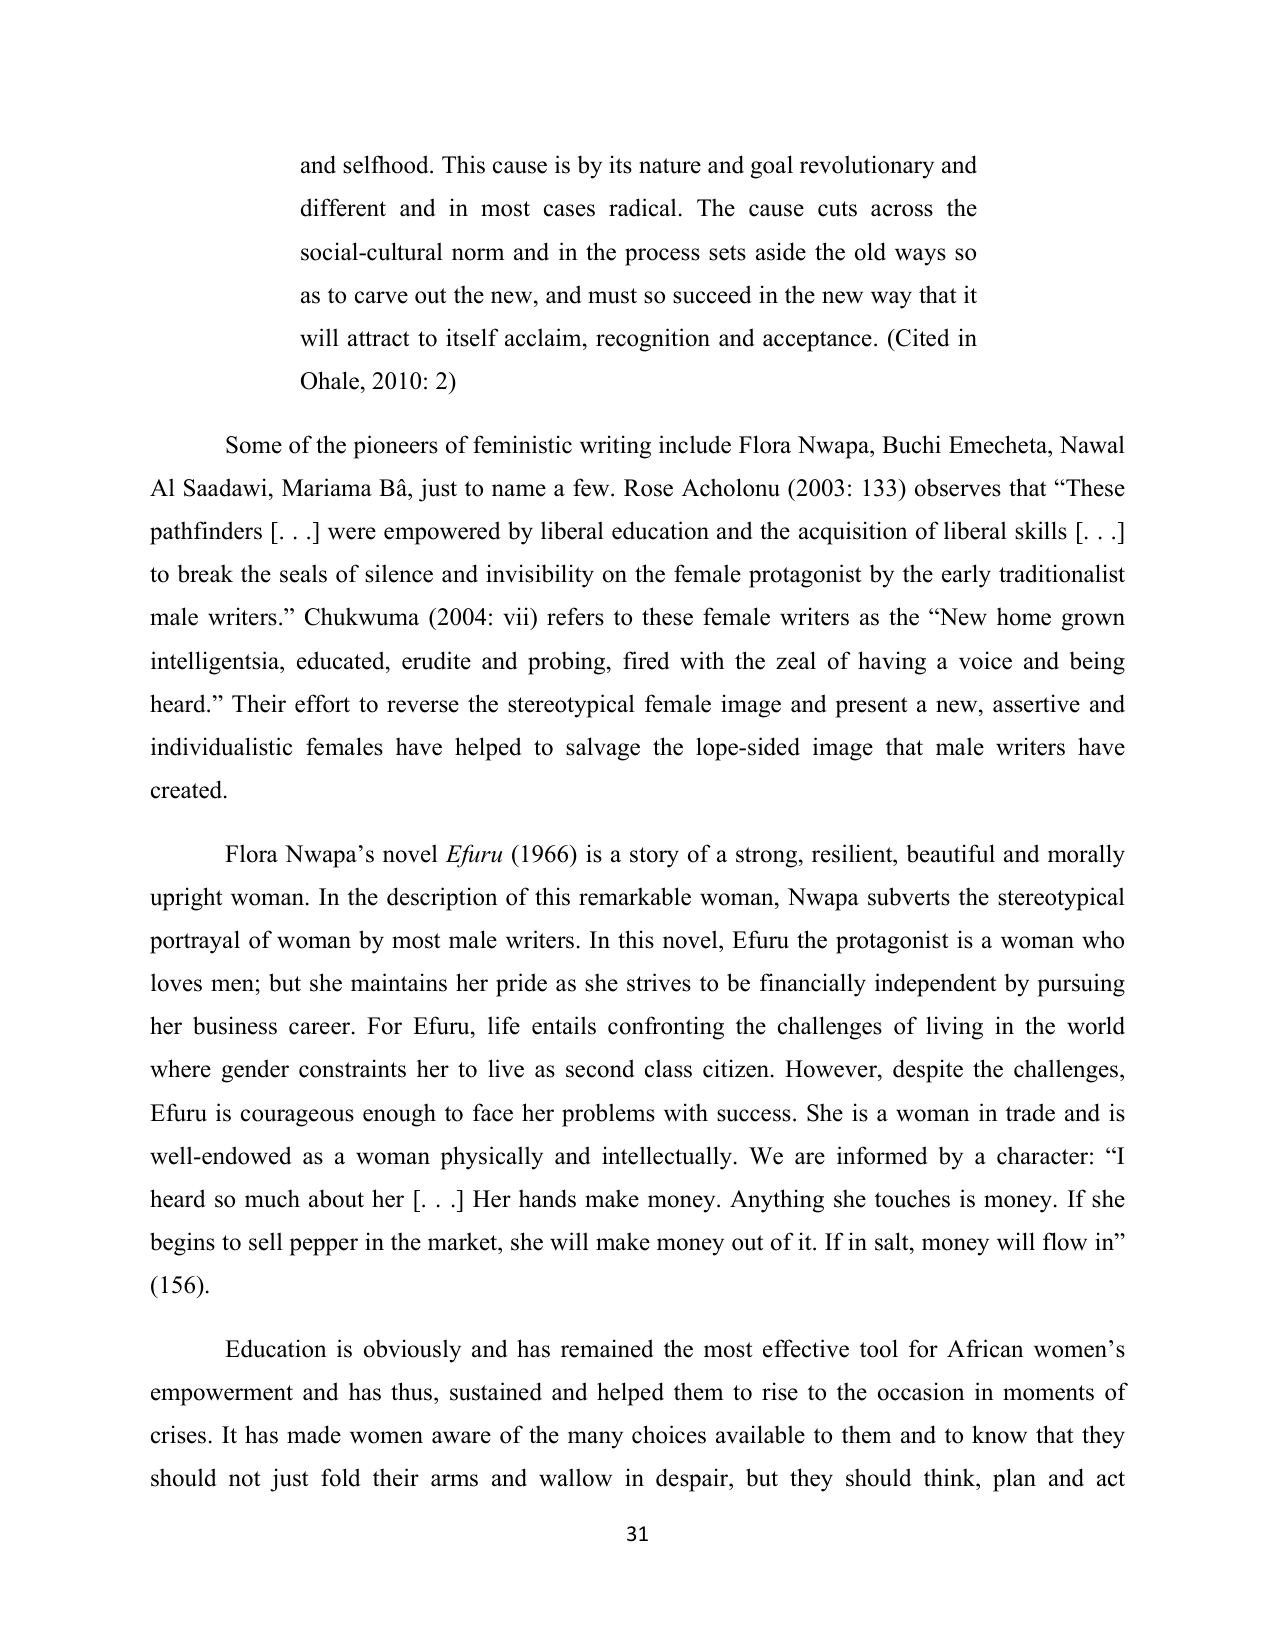 and selfhood. This cause is by its nature and goal revolutionary and
different and in most cases radical. The cause cuts across the
social-cultural norm and in the process sets aside the old ways so
as to carve out the new, and must so succeed in the new way that it
will attract to itself acclaim, recognition and acceptance. (Cited in
Ohale, 2010: 2)
Some of the pioneers of feministic writing include Flora Nwapa, Buchi Emecheta, Nawal
Al Saadawi, Mariama Bâ, just to name a few. Rose Acholonu (2003: 133) observes that “These
pathfinders [. . .] were empowered by liberal education and the acquisition of liberal skills [. . .]
to break the seals of silence and invisibility on the female protagonist by the early traditionalist
male writers.” Chukwuma (2004: vii) refers to these female writers as the “New home grown
intelligentsia, educated, erudite and probing, fired with the zeal of having a voice and being
heard.” Their effort to reverse the stereotypical female image and present a new, assertive and
individualistic females have helped to salvage the lope-sided image that male writers have
created.
Flora Nwapa’s novel Efuru (1966) is a story of a strong, resilient, beautiful and morally
upright woman. In the description of this remarkable woman, Nwapa subverts the stereotypical
portrayal of woman by most male writers. In this novel, Efuru the protagonist is a woman who
loves men; but she maintains her pride as she strives to be financially independent by pursuing
her business career. For Efuru, life entails confronting the challenges of living in the world
where gender constraints her to live as second class citizen. However, despite the challenges,
Efuru is courageous enough to face her problems with success. She is a woman in trade and is
well-endowed as a woman physically and intellectually. We are informed by a character: “I
heard so much about her [. . .] Her hands make money. Anything she touches is money. If she
begins to sell pepper in the market, she will make money out of it. If in salt, money will flow in”
(156).
Education is obviously and has remained the most effective tool for African women’s
empowerment and has thus, sustained and helped them to rise to the occasion in moments of
crises. It has made women aware of the many choices available to them and to know that they
should not just fold their arms and wallow in despair, but they should think, plan and act
31